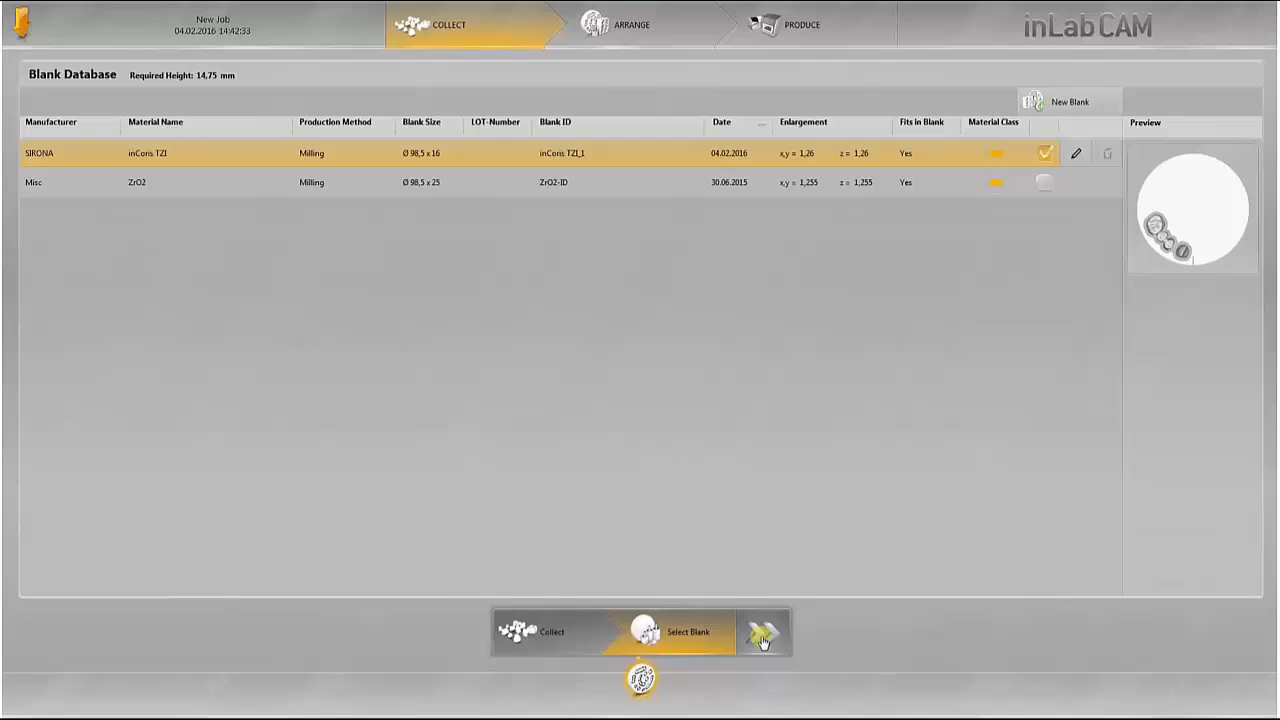 New Job
04.02.2016 14:42:33
COLLECT
ARRANGE
PRODUCE
inLab CAM
Blank Database Required Height: 14,75 mm
New Blank
Manufacturer Material Name Production Method Blank Size LOT-Number Blank ID Date Enlargement Fits in Blank Material Class Preview
SIRONA inCoris TZI Milling Ø 98,5 x 16 inCoris TZI_1 04.02.2016 x,y = 1,26 z = 1,26 Yes
Misc ZrO2 Milling Ø 98,5 x 25 ZrO2-ID 30.06.2015 x,y = 1,255 z = 1,255 Yes
Collect Select Blank